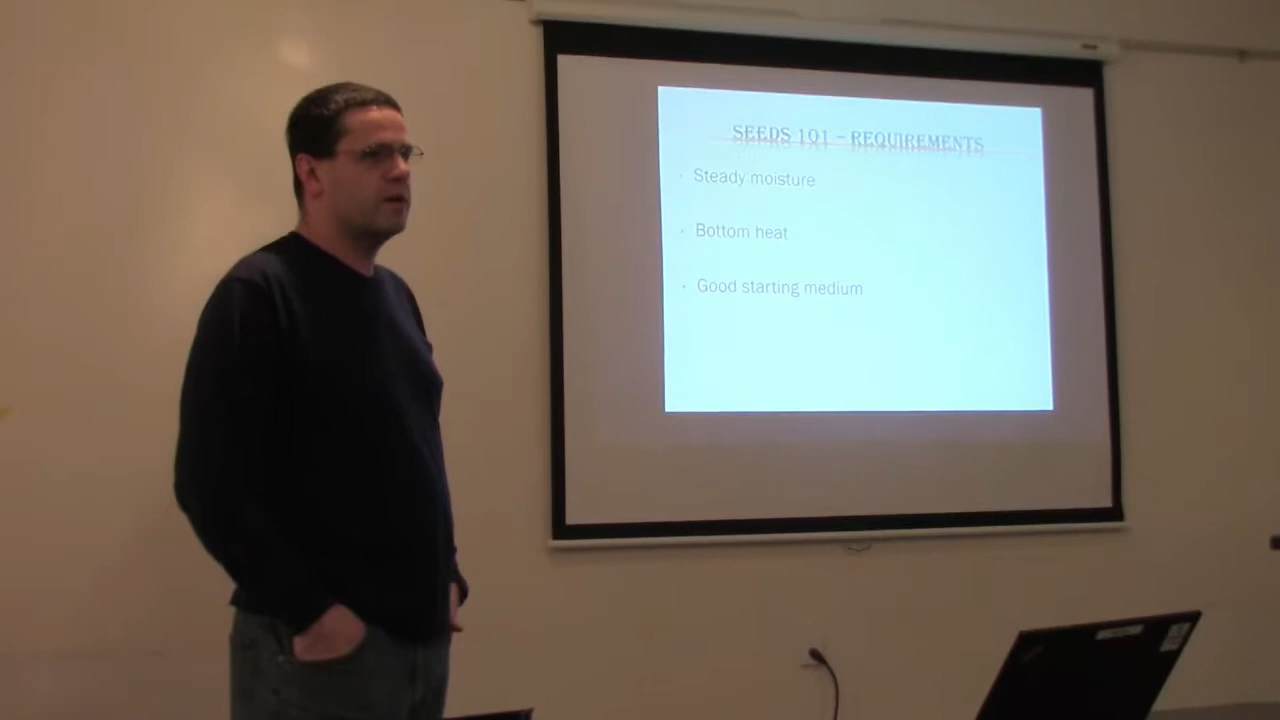 SEEDS 101 – REQUIREMENTS
· Steady moisture
· Bottom heat
· Good starting medium